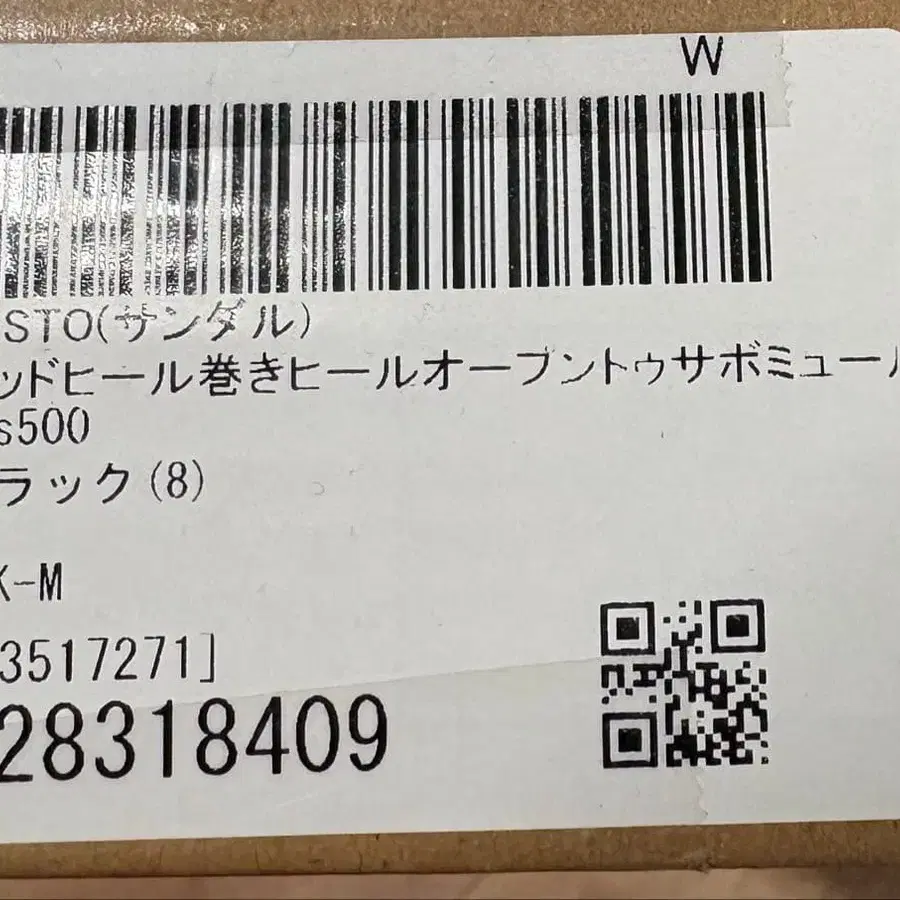 W
STO(サンダル)
ッドヒール巻きヒールオープントゥサボミュール
s500
ラック(8)
K-M
3517271]
28318409